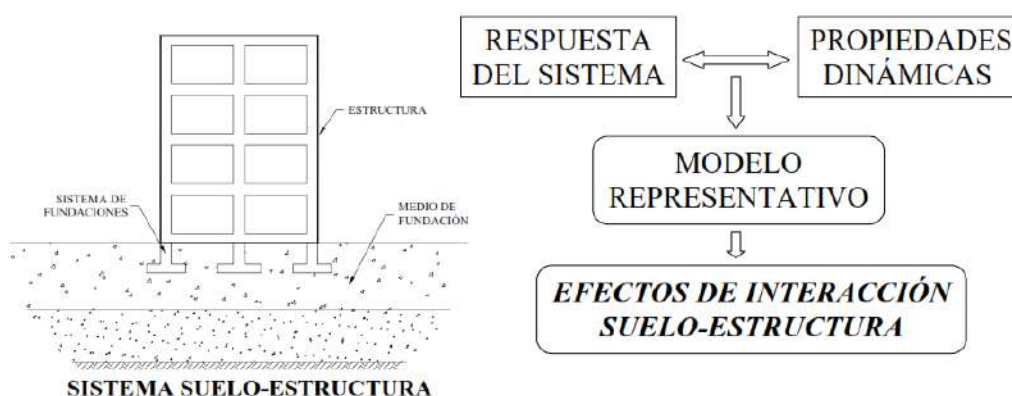 ESTRUCTURA
SISTEMA DE
FUNDACIONES
MEDIO DE
FUNDACIÓN
SISTEMA SUELO-ESTRUCTURA
RESPUESTA
DEL SISTEMA
PROPIEDADES
DINÁMICAS
MODELO
REPRESENTATIVO
EFECTOS DE INTERACCIÓN
SUELO-ESTRUCTURA